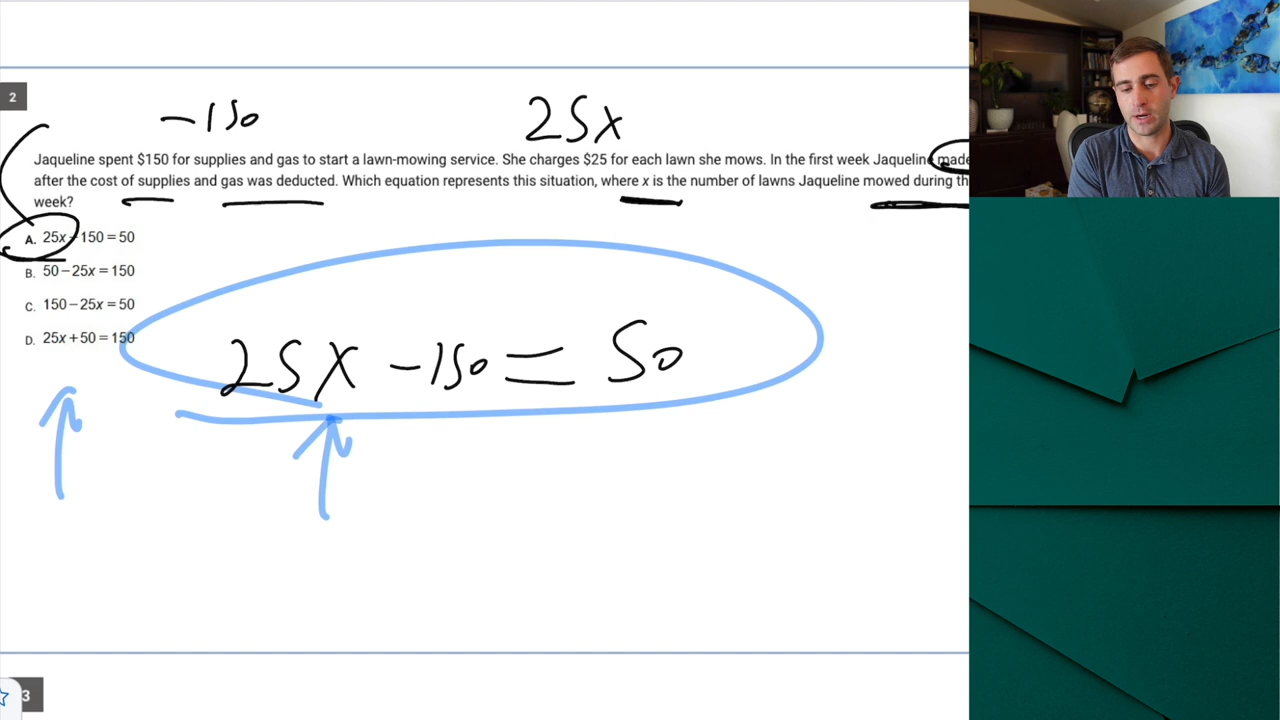 2
-150
25x
Jaqueline spent $150 for supplies and gas to start a lawn-mowing service. She charges $25 for each lawn she mows. In the first week Jaqueline made
after the cost of supplies and gas was deducted. Which equation represents this situation, where x is the number of lawns Jaqueline mowed during th
week?
A. 25x-150=50
B. 50-25x=150
C. 150-25x=50
D. 25x+50=150
25x-150=50
3